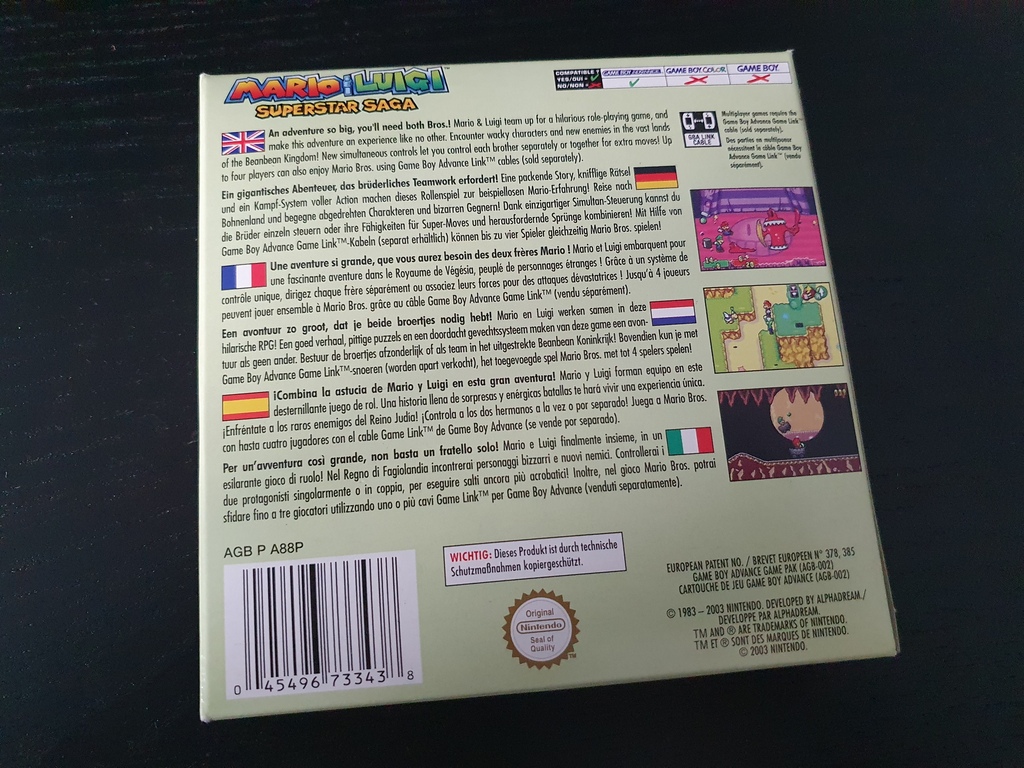 MARIO & LUIGI™
SUPERSTAR SAGA
COMPATIBLE ?
YES/OUI =
NO/NON =
GAME BOY ADVANCE
GAME BOY COLOR
GAME BOY
GBA LINK
CABLE
Multiplayer games require the
Game Boy Advance Game Link™
cable (sold separately).
Des parties en multijoueur
nécessitent le câble Game Boy
Advance Game Link™ (vendu
séparément).
An adventure so big, you'll need both Bros.! Mario & Luigi team up for a hilarious role-playing game, and
make this adventure an experience like no other. Encounter wacky characters and new enemies in the vast lands
of the Beanbean Kingdom! New simultaneous controls let you control each brother separately or together for extra moves! Up
to four players can also enjoy Mario Bros. using Game Boy Advance Link™ cables (sold separately).
Ein gigantisches Abenteuer, das brüderliches Teamwork erfordert! Eine packende Story, knifflige Rätsel
und ein Kampf-System voller Action machen dieses Rollenspiel zur beispiellosen Mario-Erfahrung! Reise nach
Bohnenland und begegne abgedrehten Charakteren und bizarren Gegnern! Dank einzigartiger Simultan-Steuerung kannst du
die Brüder einzeln steuern oder ihre Fähigkeiten für Super-Moves und herausfordernde Sprünge kombinieren! Mit Hilfe von
Game Boy Advance Game Link™-Kabeln (separat erhältlich) können bis zu vier Spieler gleichzeitig Mario Bros. spielen!
Une aventure si grande, que vous aurez besoin des deux frères Mario ! Mario et Luigi embarquent pour
une fascinante aventure dans le Royaume de Végésia, peuplé de personnages étranges ! Grâce à un système de
contrôle unique, dirigez chaque frère séparément ou associez leurs forces pour des attaques dévastatrices ! Jusqu'à 4 joueurs
peuvent jouer ensemble à Mario Bros. grâce au câble Game Boy Advance Game Link™ (vendu séparément).
Een avontuur zo groot, dat je beide broertjes nodig hebt! Mario en Luigi werken samen in deze
hilarische RPG! Een goed verhaal, pittige puzzels en een doordacht gevechtssysteem maken van deze game een avon-
tuur als geen ander. Bestuur de broertjes afzonderlijk of als team in het uitgestrekte Beanbean Koninkrijk! Bovendien kun je met
Game Boy Advance Game Link™-snoeren (worden apart verkocht), het toegevoegde spel Mario Bros. met tot 4 spelers spelen!
¡Combina la astucia de Mario y Luigi en esta gran aventura! Mario y Luigi forman equipo en este
desternillante juego de rol. Una historia llena de sorpresas y enérgicas batallas te hará vivir una experiencia única.
¡Enfréntate a los raros enemigos del Reino Judía! ¡Controla a los dos hermanos a la vez o por separado! Juega a Mario Bros.
con hasta cuatro jugadores con el cable Game Link™ de Game Boy Advance (se vende por separado).
Per un'avventura così grande, non basta un fratello solo! Mario e Luigi finalmente insieme, in un
esilarante gioco di ruolo! Nel Regno di Fagiolandia incontrerai personaggi bizzarri e nuovi nemici. Controllerai i
due protagonisti singolarmente o in coppia, per eseguire salti ancora più acrobatici! Inoltre, nel gioco Mario Bros. potrai
sfidare fino a tre giocatori utilizzando uno o più cavi Game Link™ per Game Boy Advance (venduti separatamente).
AGB P A88P
0 45496 73343 8
WICHTIG: Dieses Produkt ist durch technische
Schutzmaßnahmen kopiergeschützt.
Original
Nintendo
Seal of
Quality
TM
EUROPEAN PATENT NO. / BREVET EUROPEEN N° 378, 385
GAME BOY ADVANCE GAME PAK (AGB-002)
CARTOUCHE DE JEU GAME BOY ADVANCE (AGB-002)
© 1983 – 2003 NINTENDO. DEVELOPED BY ALPHADREAM./
DEVELOPPE PAR ALPHADREAM.
TM AND ® ARE TRADEMARKS OF NINTENDO.
TM ET ® SONT DES MARQUES DE NINTENDO.
© 2003 NINTENDO.